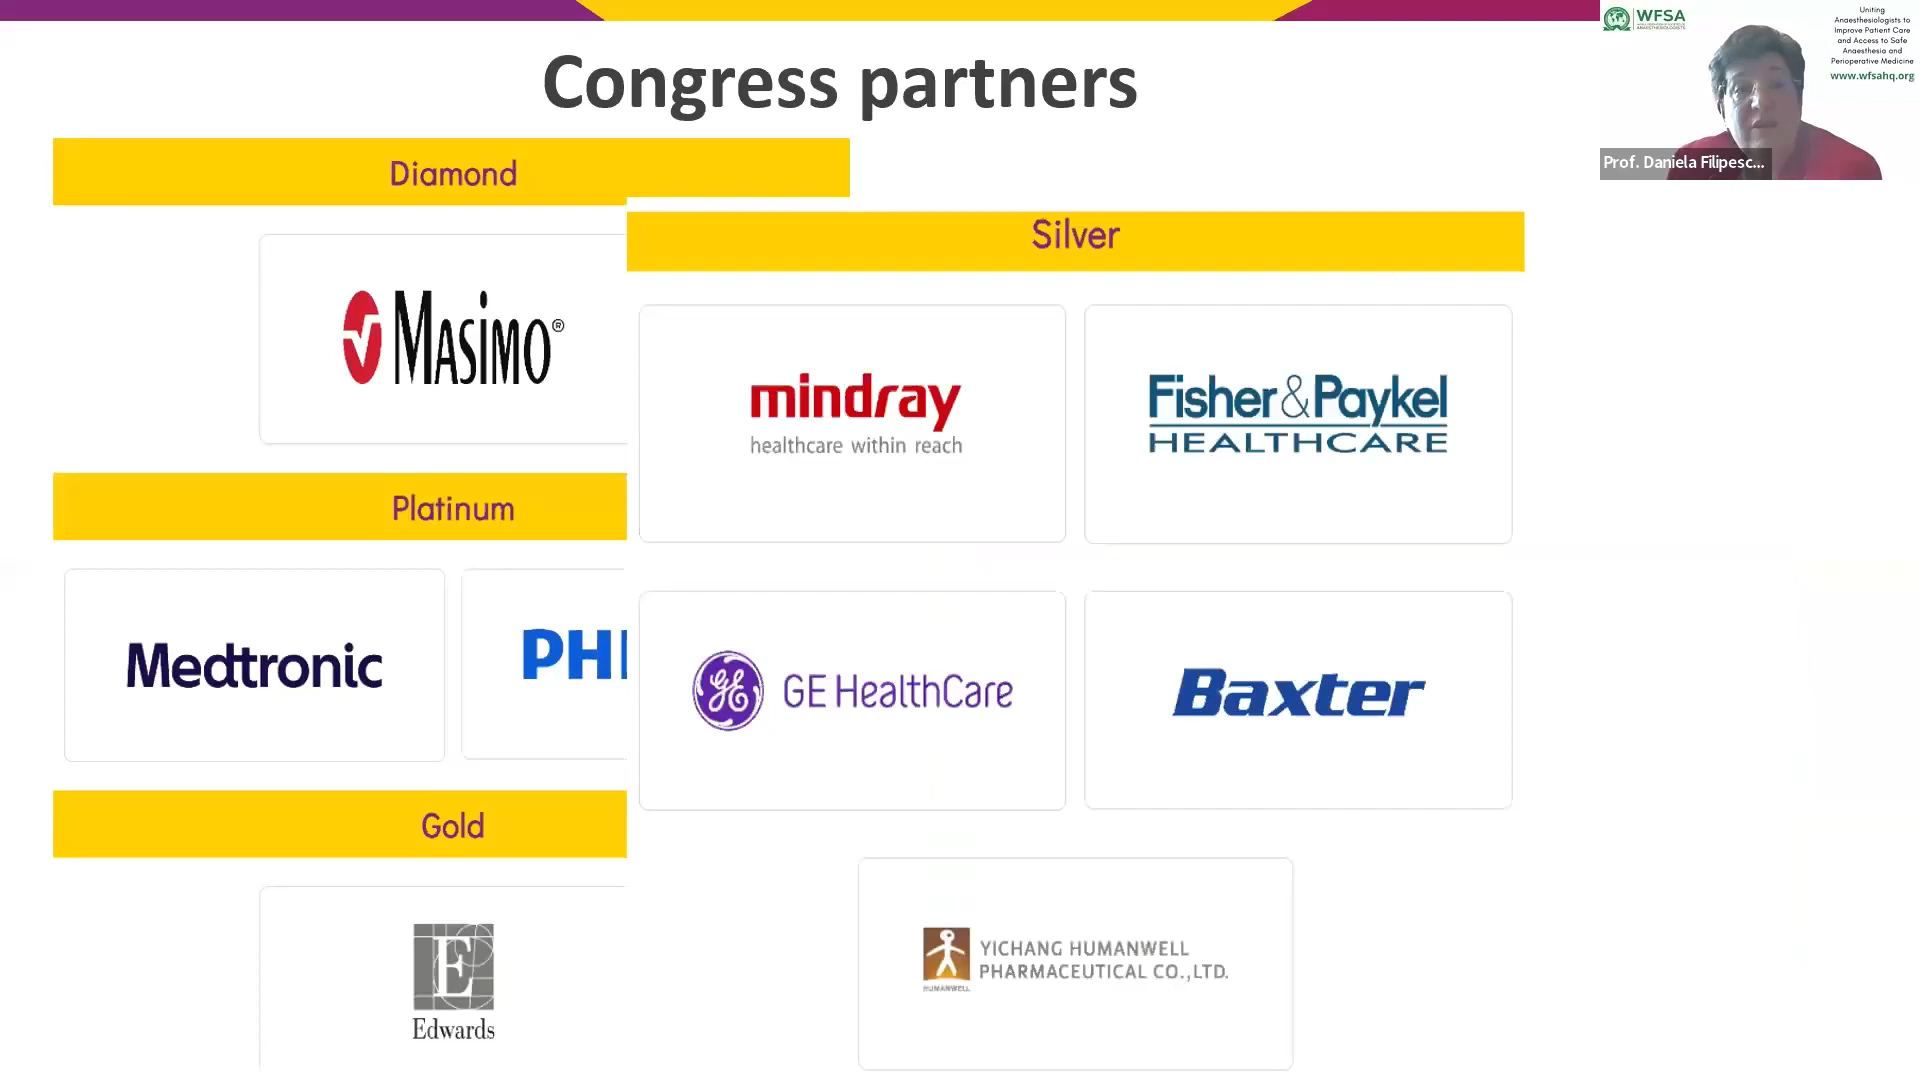 Congress partners
Diamond
MASIMO®
Platinum
Medtronic
PHI
Gold
E
Edwards
Silver
mindray
healthcare within reach
Fisher&Paykel
HEALTHCARE
GE HealthCare
Baxter
YICHANG HUMANWELL
PHARMACEUTICAL CO.,LTD.
HUMANWELL
WFSA
Uniting
Anaesthesiologists to
Improve Patient Care
and Access to Safe
Anaesthesia and
Perioperative Medicine
www.wfsahq.org
Prof. Daniela Filipesc...